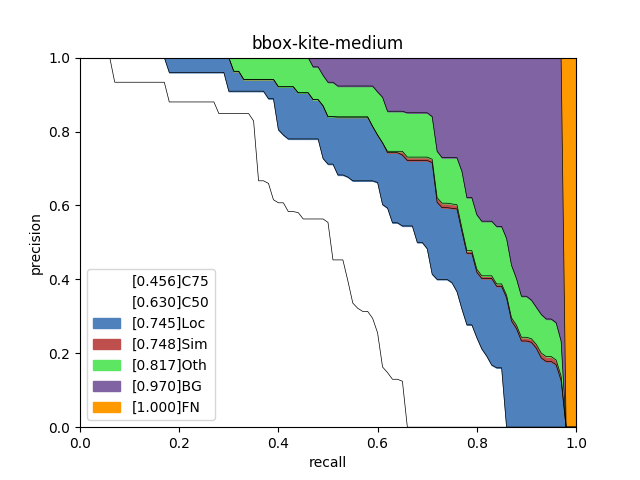 bbox-kite-medium
precision
1.0
0.8
0.6
0.4
0.2
0.0
[0.456]C75
[0.630]C50
[0.745]Loc
[0.748]Sim
[0.817]Oth
[0.970]BG
[1.000]FN
0.0 0.2 0.4 0.6 0.8 1.0
recall